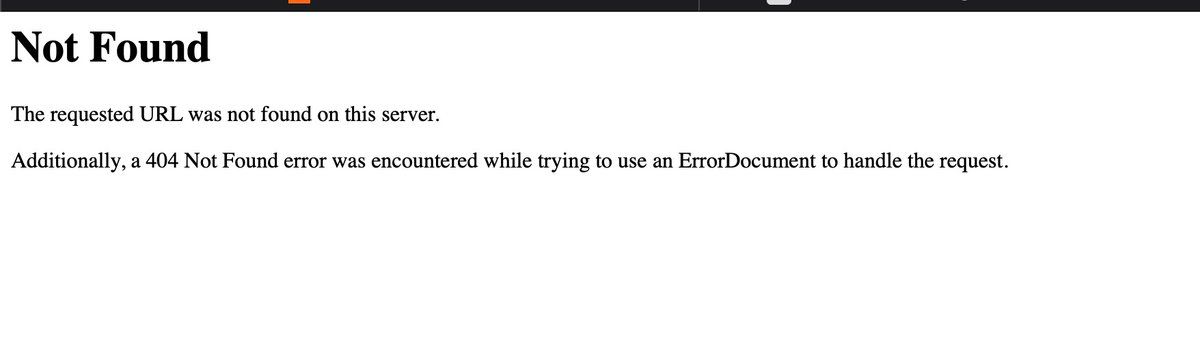 Not Found
The requested URL was not found on this server.
Additionally, a 404 Not Found error was encountered while trying to use an ErrorDocument to handle the request.